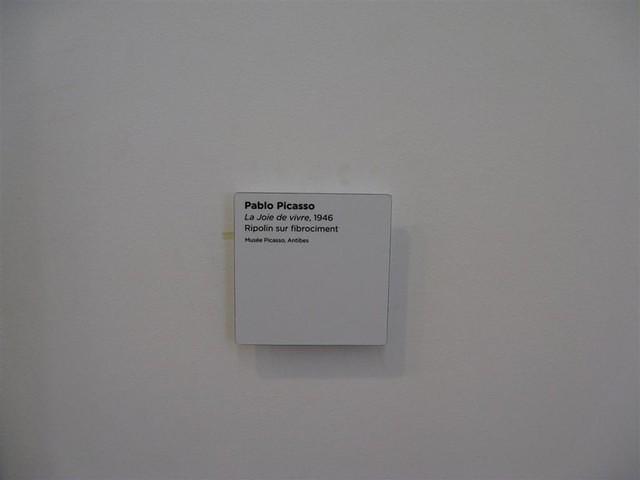 Pablo Picasso
La Joie de vivre, 1946
Ripolin sur fibrociment
Musée Picasso, Antibes